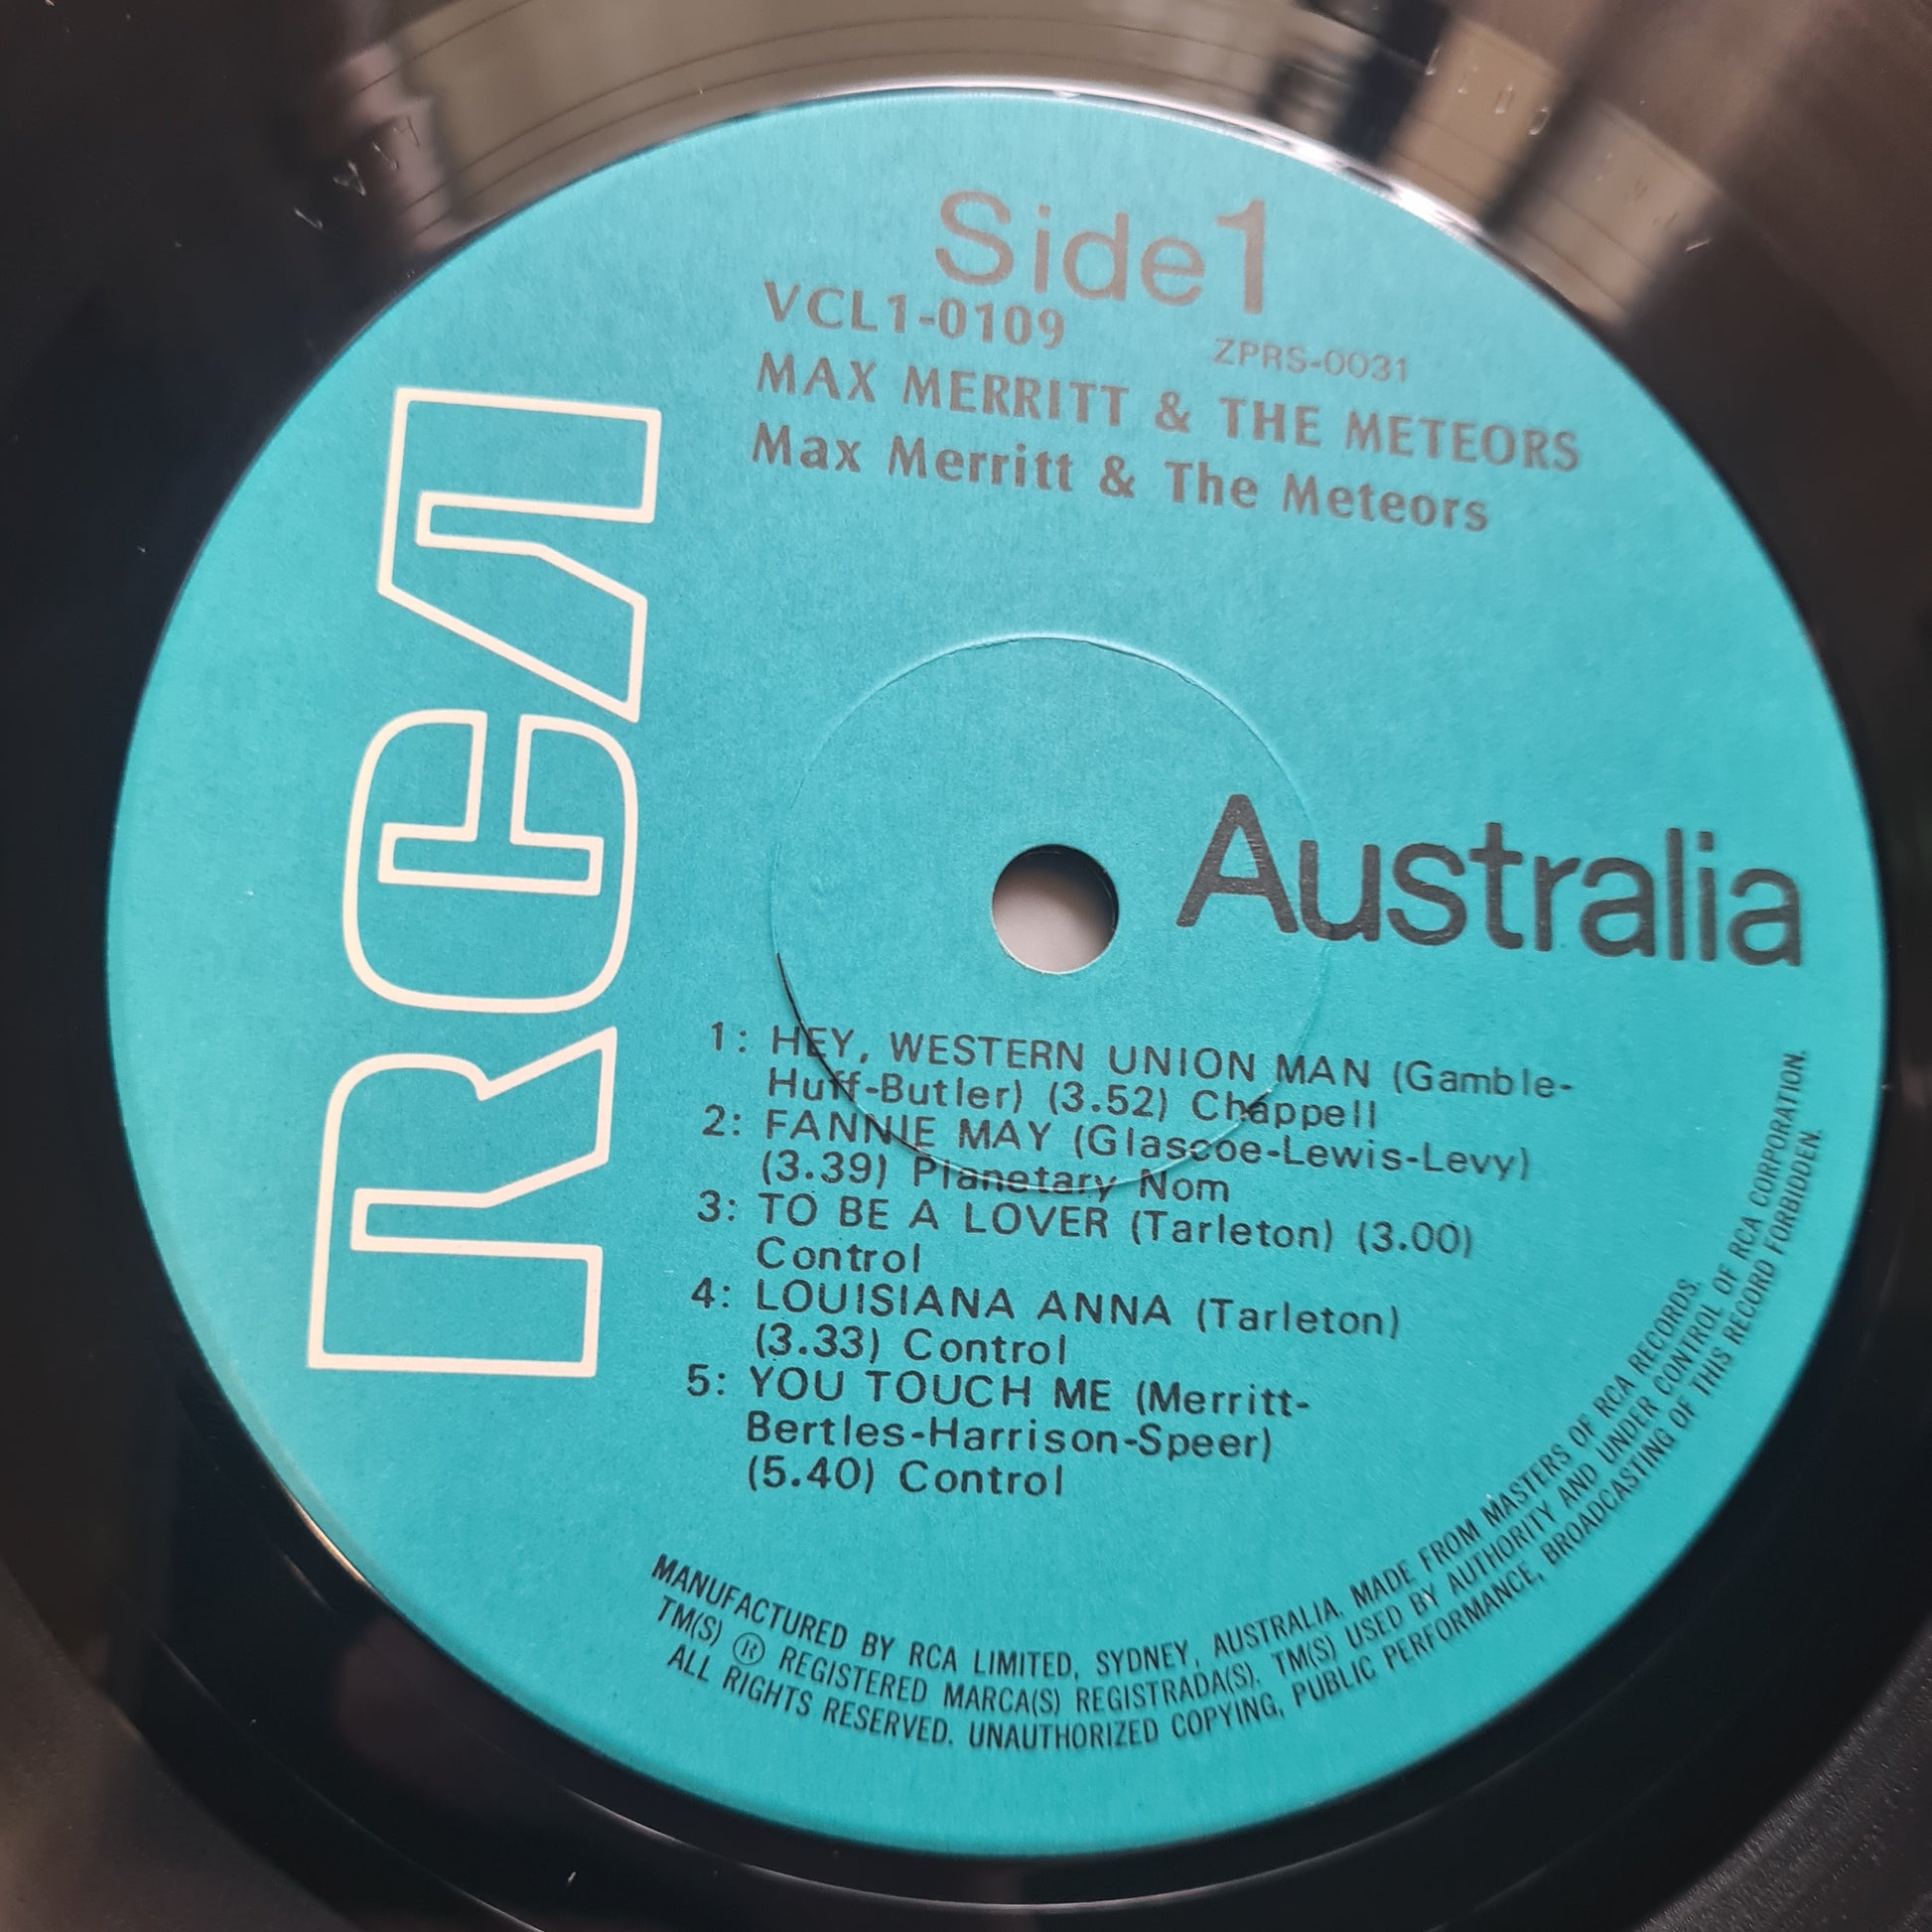 Side 1
VCL1-0109
ZPRS-0031
MAX MERRITT & THE METEORS
Max Merritt & The Meteors
RCA
Australia
1: HEY, WESTERN UNION MAN (Gamble-
Huff-Butler) (3.52) Chappell
2: FANNIE MAY (Glascoe-Lewis-Levy)
(3.39) Planetary Nom
3: TO BE A LOVER (Tarleton) (3.00)
Control
4: LOUISIANA ANNA (Tarleton)
(3.33) Control
5: YOU TOUCH ME (Merritt-
Bertles-Harrison-Speer)
(5.40) Control
MANUFACTURED BY RCA LIMITED, SYDNEY, AUSTRALIA. MADE FROM MASTERS OF RCA RECORDS.
TM(S) ® REGISTERED MARCA(S) REGISTRADA(S). TM(S) USED BY AUTHORITY AND UNDER CONTROL OF RCA CORPORATION.
ALL RIGHTS RESERVED. UNAUTHORIZED COPYING, PUBLIC PERFORMANCE, BROADCASTING OF THIS RECORD FORBIDDEN.